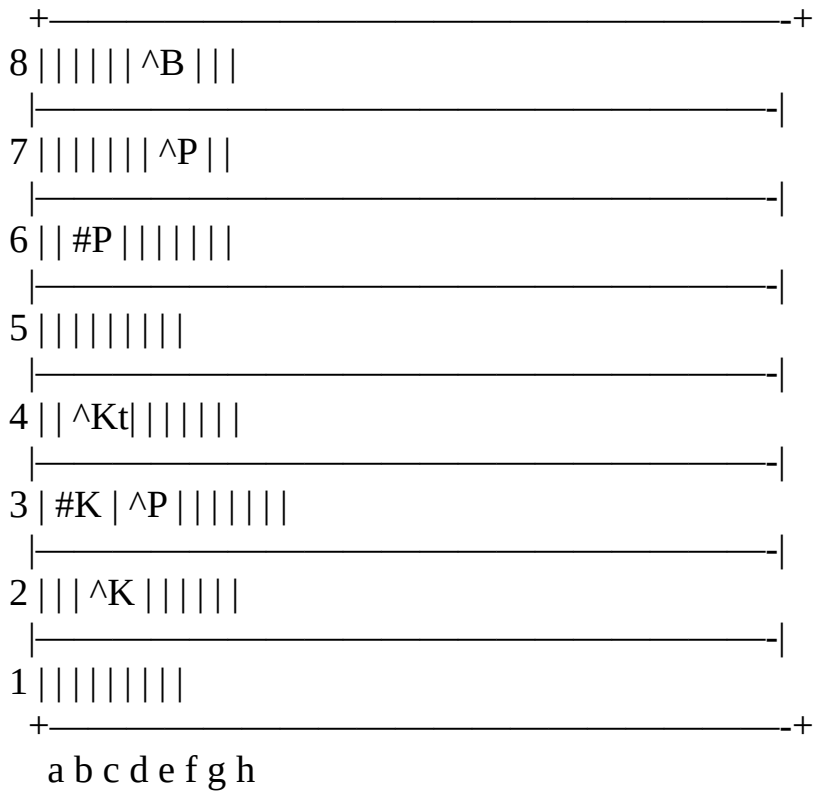 +—————————————————————-+
8 | | | | | | ^B | | |
|—————————————————————-|
7 | | | | | | | ^P | |
|—————————————————————-|
6 | | #P | | | | | | |
|—————————————————————-|
5 | | | | | | | | |
|—————————————————————-|
4 | | ^Kt| | | | | | |
|—————————————————————-|
3 | #K | ^P | | | | | | |
|—————————————————————-|
2 | | | ^K | | | | | |
|—————————————————————-|
1 | | | | | | | | |
+—————————————————————-+
a b c d e f g h